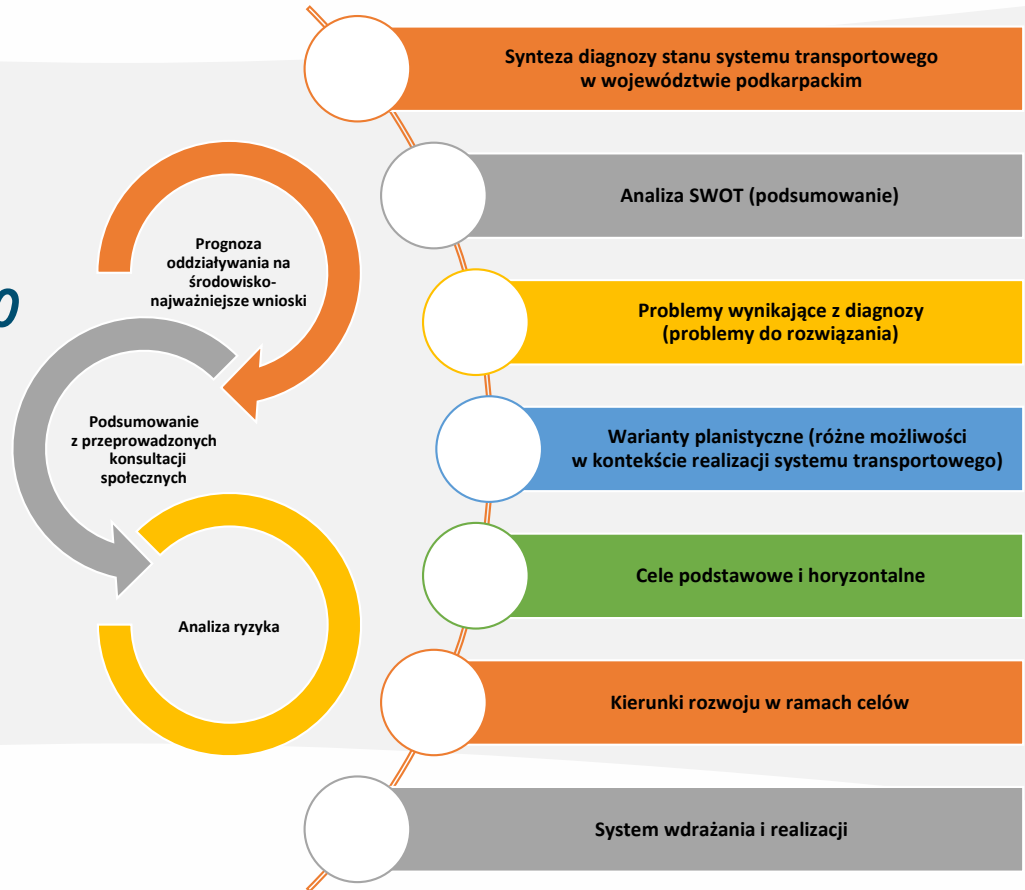 Synteza diagnozy stanu systemu transportowego
w województwie podkarpackim
Analiza SWOT (podsumowanie)
Problemy wynikające z diagnozy
(problemy do rozwiązania)
Warianty planistyczne (różne możliwości
w kontekście realizacji systemu transportowego)
Cele podstawowe i horyzontalne
Kierunki rozwoju w ramach celów
System wdrażania i realizacji
Prognoza
oddziaływania na
środowisko-
najważniejsze wnioski
Podsumowanie
z przeprowadzonych
konsultacji
społecznych
Analiza ryzyka